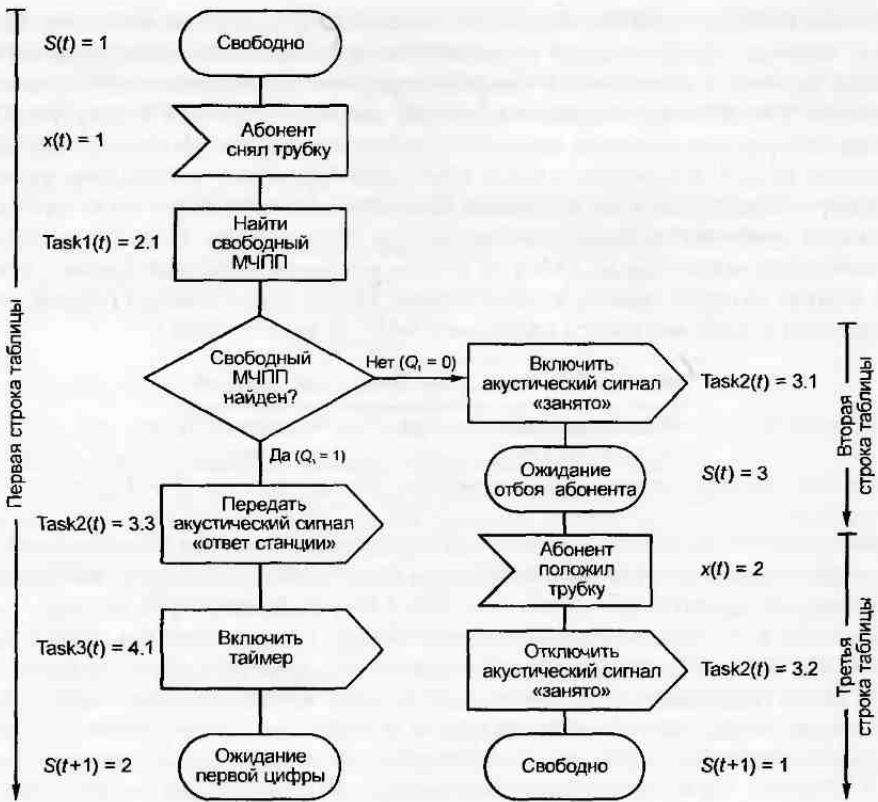 S(t) = 1
Свободно
x(t) = 1
Абонент
снял трубку
Task1(t) = 2.1
Найти
свободный
МЧПП
Свободный
МЧПП
найден?
Нет (Q₁ = 0)
Да (Q₁ = 1)
Task2(t) = 3.3
Передать
акустический сигнал
«ответ станции»
Task3(t) = 4.1
Включить
таймер
S(t+1) = 2
Ожидание
первой цифры
Первая строка таблицы
Включить
акустический сигнал
«занято»
Task2(t) = 3.1
Ожидание
отбоя абонента
S(t) = 3
Вторая
строка таблицы
Абонент
положил
трубку
x(t) = 2
Отключить
акустический сигнал
«занято»
Task2(t) = 3.2
Свободно
S(t+1) = 1
Третья
строка таблицы